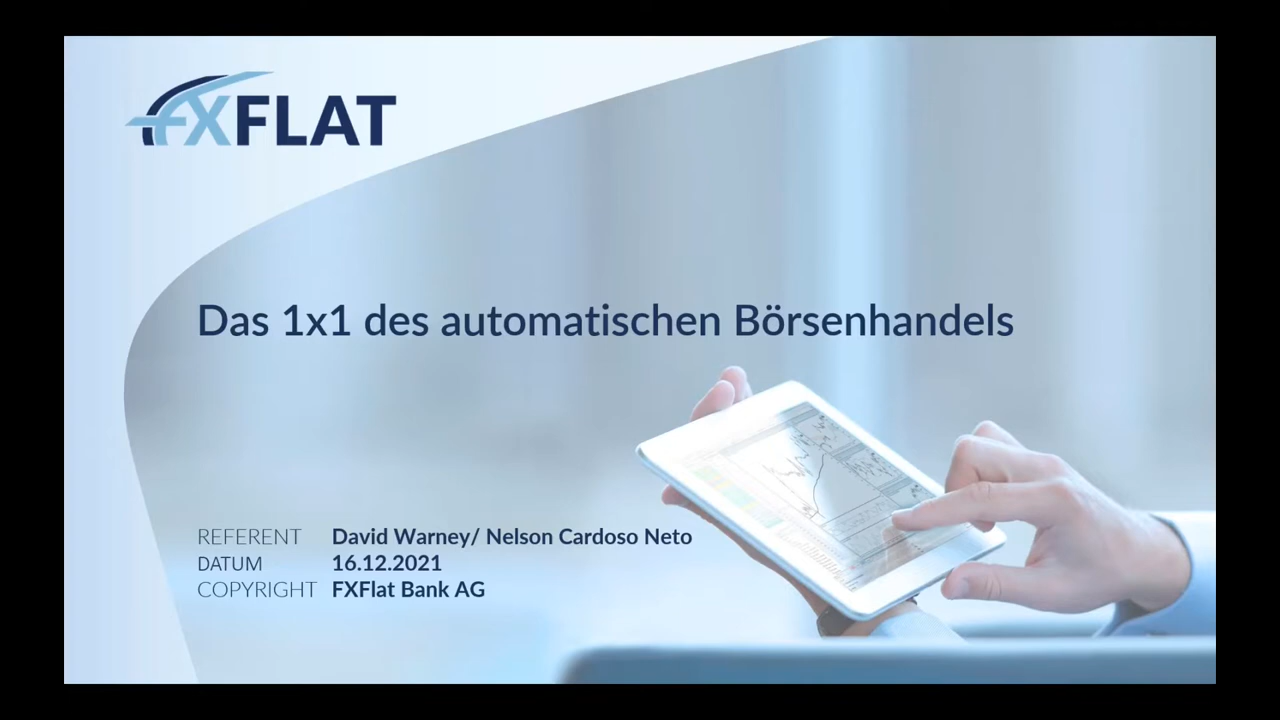 FXFLAT
Das 1x1 des automatischen Börsenhandels
REFERENT David Warney/ Nelson Cardoso Neto
DATUM 16.12.2021
COPYRIGHT FXFlat Bank AG